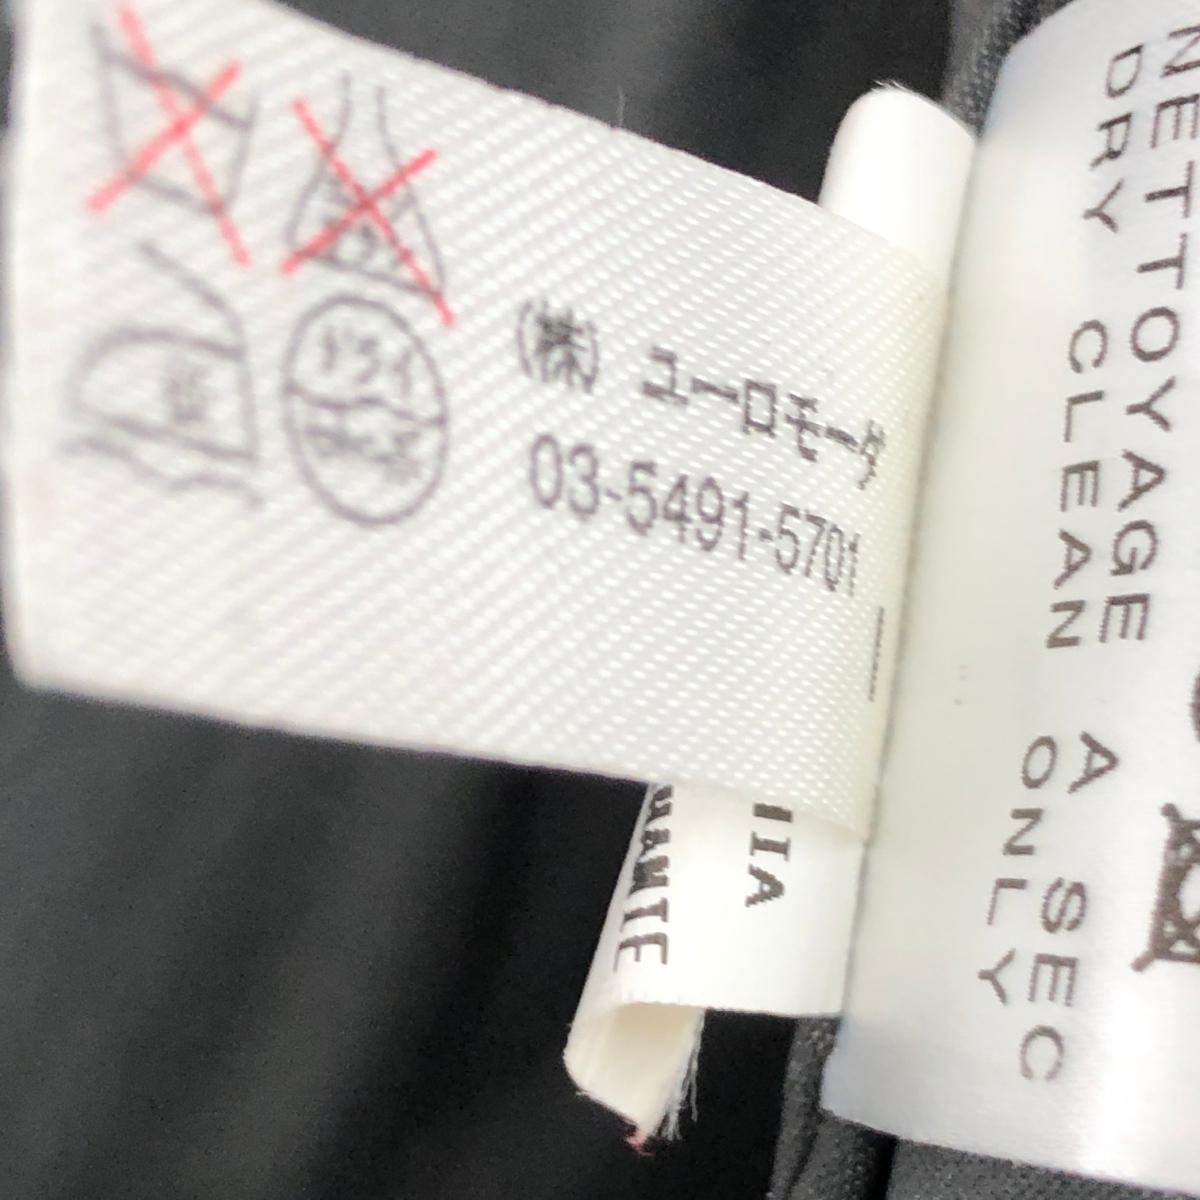 ドライ
(株) ユーロモーダ
03-5491-5701
NETTOYAGE A SEC
DRY CLEAN ONLY